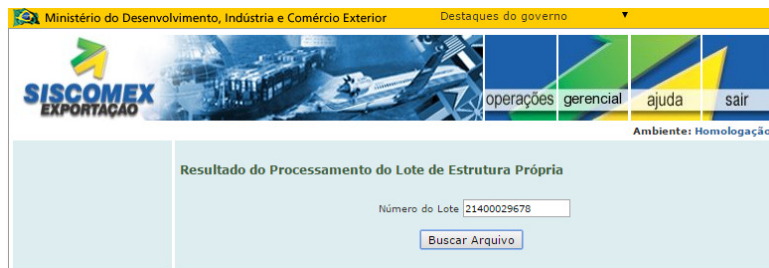 Ministério do Desenvolvimento, Indústria e Comércio Exterior
Destaques do governo
SISCOMEX
EXPORTAÇÃO
operações gerencial ajuda sair
Ambiente: Homologação
Resultado do Processamento do Lote de Estrutura Própria
Número do Lote 21400029678
Buscar Arquivo